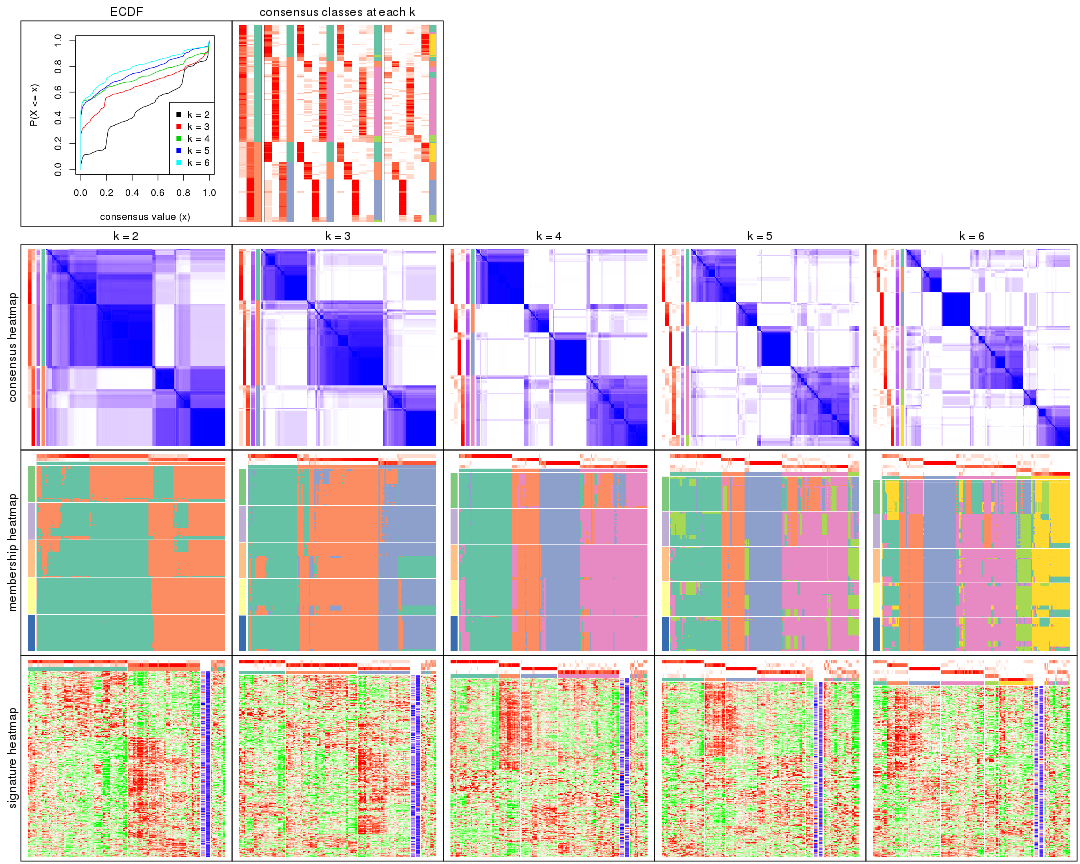 ECDF
consensus classes at each k
P(X <= x)
0.0 0.2 0.4 0.6 0.8 1.0
k = 2
k = 3
k = 4
k = 5
k = 6
0.0 0.2 0.4 0.6 0.8 1.0
consensus value (x)
k = 2 k = 3 k = 4 k = 5 k = 6
consensus heatmap
membership heatmap
signature heatmap